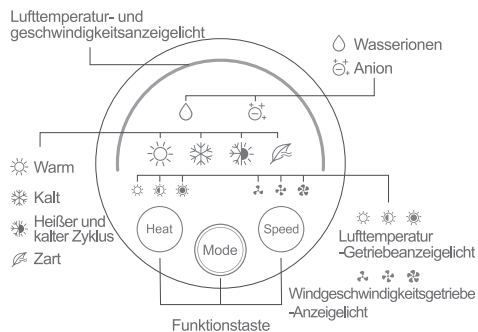 Lufttemperatur- und
geschwindigkeitsanzeigelicht
Wasserionen
Anion
Warm
Kalt
Heißer und
kalter Zyklus
Zart
Heat
Mode
Speed
Lufttemperatur
-Getriebeanzeigelicht
Windgeschwindigkeitsgetriebe
-Anzeigelicht
Funktionstaste